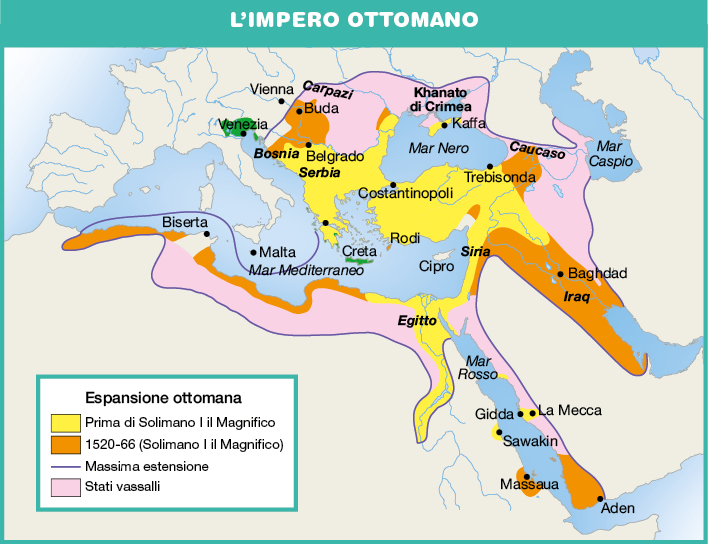 L'IMPERO OTTOMANO
Vienna
Carpazi
Buda
Khanato
di Crimea
Kaffa
Venezia
Bosnia
Belgrado
Serbia
Mar Nero
Caucaso
Mar
Caspio
Trebisonda
Costantinopoli
Biserta
Malta
Mar Mediterraneo
Creta
Rodi
Cipro
Siria
Baghdad
Iraq
Egitto
Mar
Rosso
Gidda
La Mecca
Sawakin
Massaua
Aden
Espansione ottomana
Prima di Solimano I il Magnifico
1520-66 (Solimano I il Magnifico)
Massima estensione
Stati vassalli